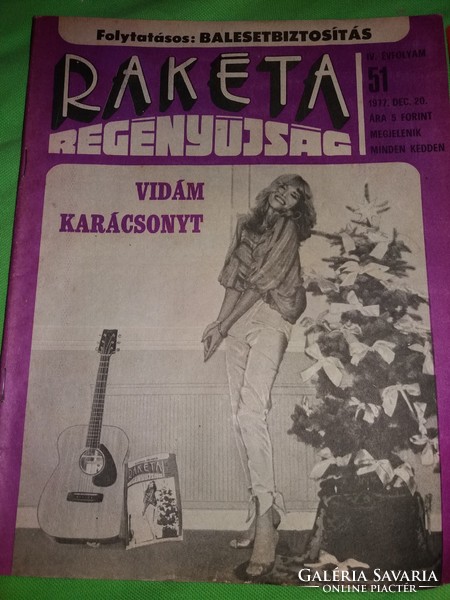 Folytatásos: BALESETBIZTOSÍTÁS
RAKÉTA
REGÉNYÚJSÁG
IV. ÉVFOLYAM
51
1977. DEC. 20.
ÁRA 5 FORINT
MEGJELENIK
MINDEN KEDDEN
VIDÁM
KARÁCSONYT
RAKÉTA
GALÉRIA SAVARIA
ONLINE PIACTÉR